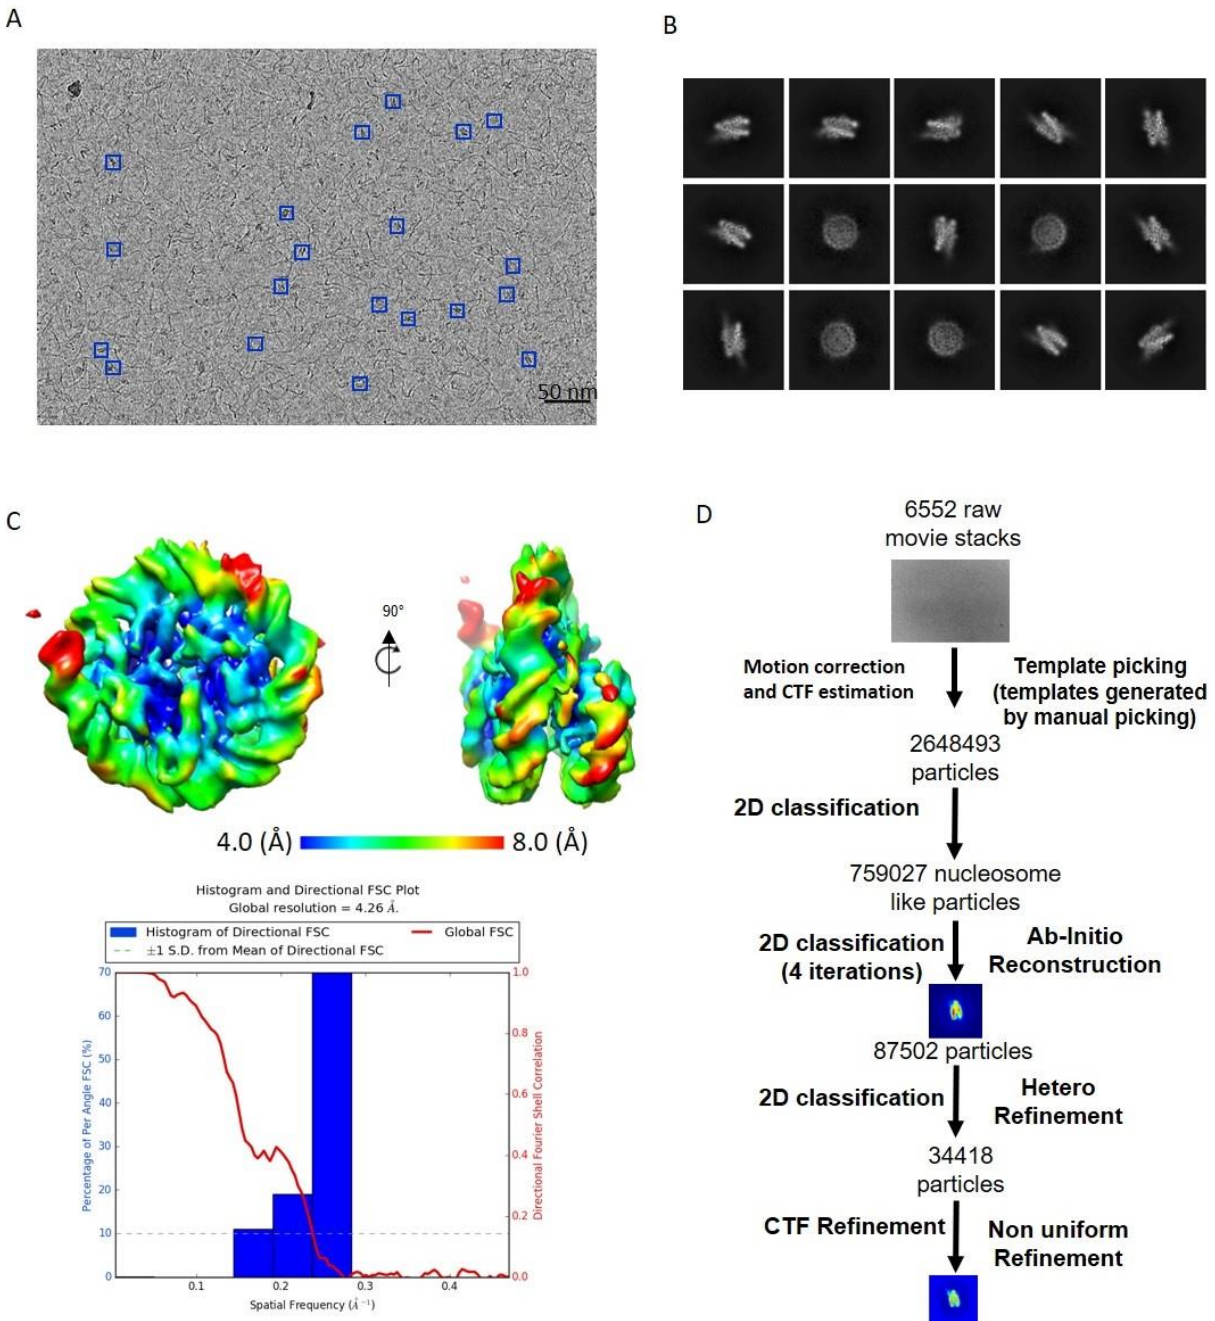 A
50 nm
B
C
90°
4.0 (Å)
8.0 (Å)
Histogram and Directional FSC Plot
Global resolution = 4.26 Å.
Histogram of Directional FSC
Global FSC
±1 S.D. from Mean of Directional FSC
Percentage of Per Angle FSC (%)
70
60
50
40
30
20
10
0
1.0
0.8
0.6
0.4
0.2
0.0
Directional Fourier Shell Correlation
0.1
0.2
0.3
0.4
Spatial Frequency (Å⁻¹)
D
6552 raw
movie stacks
Motion correction
and CTF estimation
Template picking
(templates generated
by manual picking)
2648493
particles
2D classification
759027 nucleosome
like particles
2D classification
(4 iterations)
Ab-Initio
Reconstruction
87502 particles
2D classification
Hetero
Refinement
34418
particles
CTF Refinement
Non uniform
Refinement